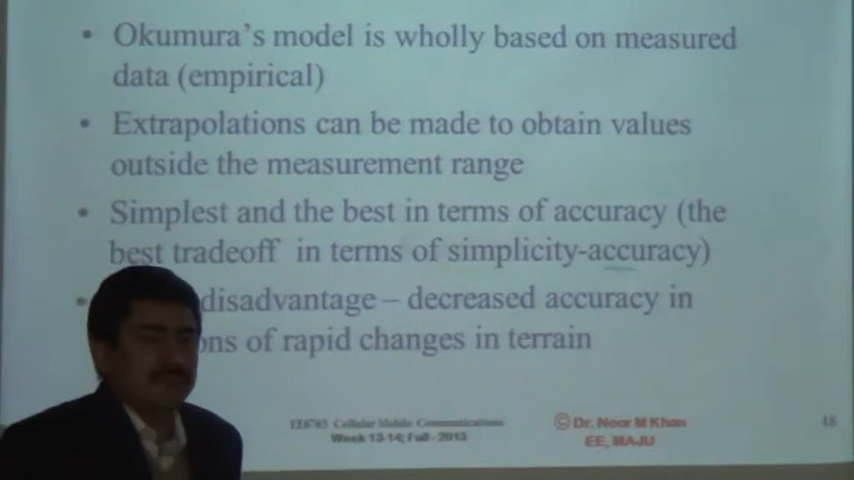 • Okumura's model is wholly based on measured
data (empirical)
• Extrapolations can be made to obtain values
outside the measurement range
• Simplest and the best in terms of accuracy (the
best tradeoff in terms of simplicity-accuracy)
• disadvantage – decreased accuracy in
ons of rapid changes in terrain
Cellular Mobile Communications
Week 13-14; Fall - 2013
© Dr. Noor M Khan
EE, MAJU
48